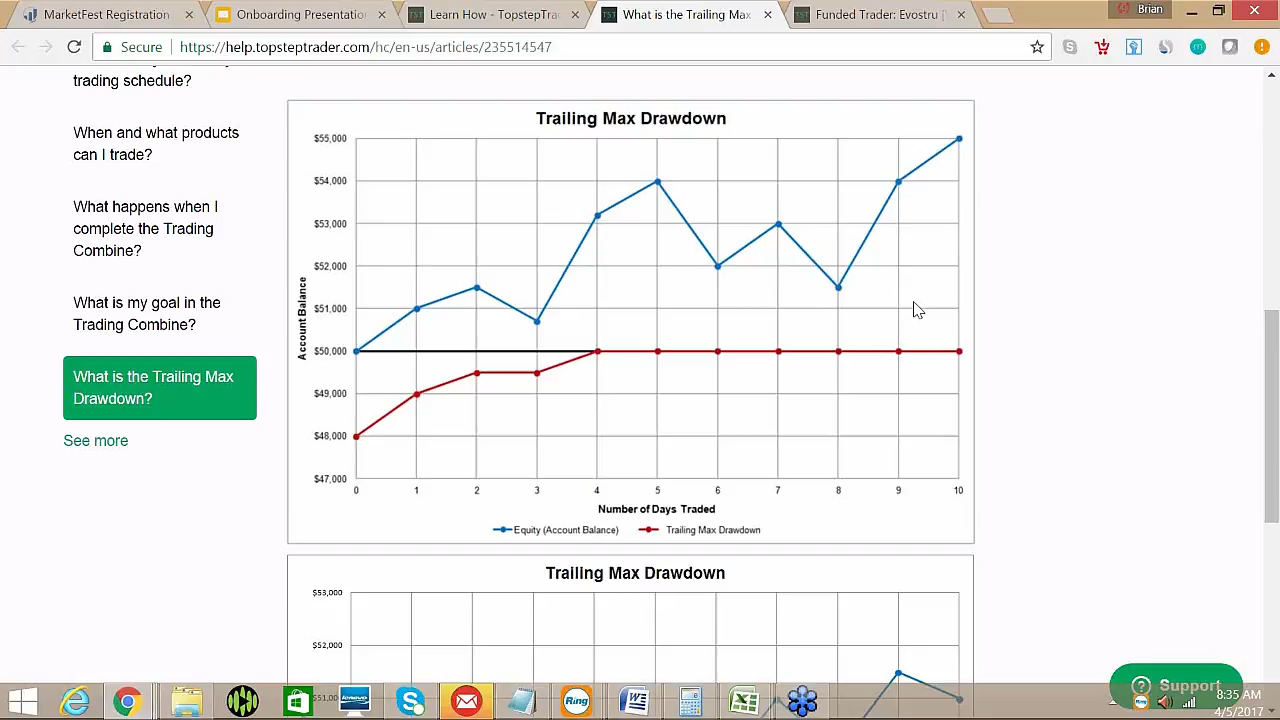 MarketFest Registration
Onboarding Presentation
Learn How - TopstepTra
What is the Trailing Max
Funded Trader: Evostru
Brian
Secure
https://help.topsteptrader.com/hc/en-us/articles/235514547
trading schedule?
When and what products
can I trade?
What happens when I
complete the Trading
Combine?
What is my goal in the
Trading Combine?
What is the Trailing Max
Drawdown?
See more
Trailing Max Drawdown
$55,000
$54,000
$53,000
$52,000
$51,000
$50,000
$49,000
$48,000
$47,000
Account Balance
0 1 2 3 4 5 6 7 8 9 10
Number of Days Traded
Equity (Account Balance) Trailing Max Drawdown
Trailing Max Drawdown
$53,000
$52,000
$51,000
Support
lenovo
Ring
8:35 AM
4/5/2017